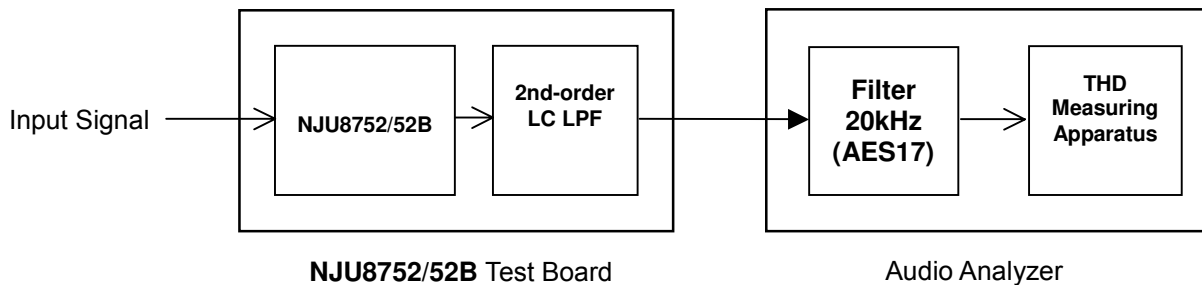 Input Signal
NJU8752/52B
2nd-order
LC LPF
Filter
20kHz
(AES17)
THD
Measuring
Apparatus
NJU8752/52B Test Board
Audio Analyzer